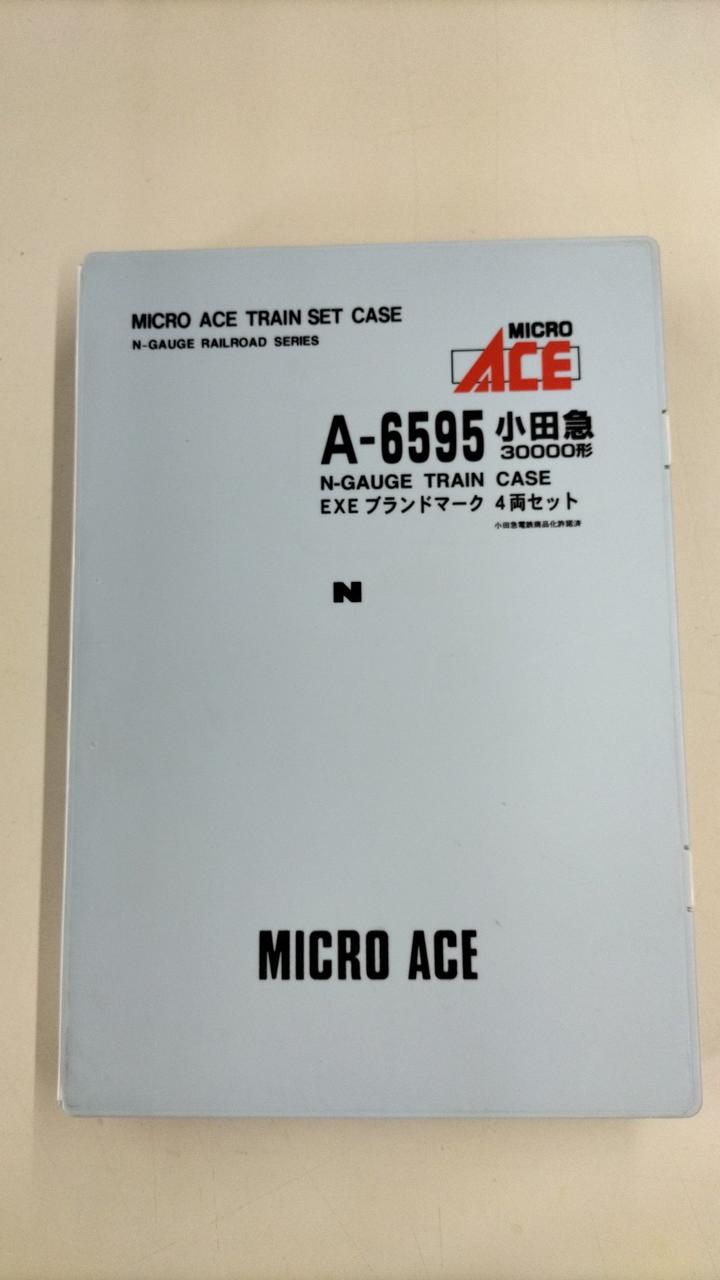 MICRO ACE TRAIN SET CASE
N-GAUGE RAILROAD SERIES
MICRO
ACE
A-6595 小田急
30000形
N-GAUGE TRAIN CASE
EXE ブランドマーク 4両セット
小田急電鉄商品化許諾済
N
MICRO ACE